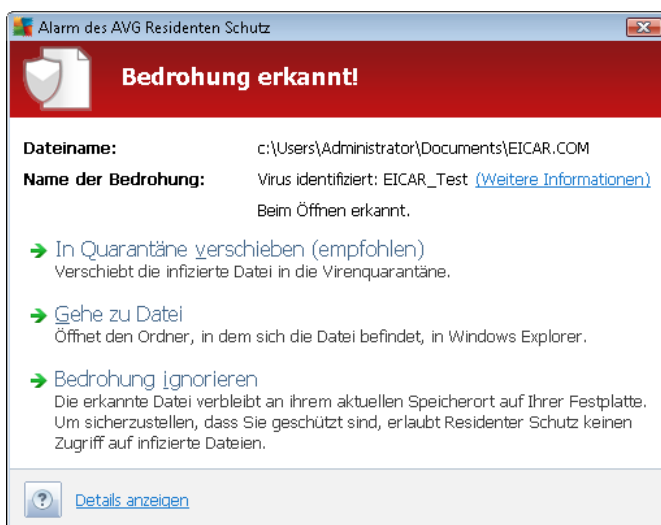 Alarm des AVG Residenten Schutz
Bedrohung erkannt!
Dateiname: c:\Users\Administrator\Documents\EICAR.COM
Name der Bedrohung: Virus identifiziert: EICAR_Test (Weitere Informationen)
Beim Öffnen erkannt.
In Quarantäne verschieben (empfohlen)
Verschiebt die infizierte Datei in die Virenquarantäne.
Gehe zu Datei
Öffnet den Ordner, in dem sich die Datei befindet, in Windows Explorer.
Bedrohung ignorieren
Die erkannte Datei verbleibt an ihrem aktuellen Speicherort auf Ihrer Festplatte.
Um sicherzustellen, dass Sie geschützt sind, erlaubt Residenter Schutz keinen
Zugriff auf infizierte Dateien.
? Details anzeigen